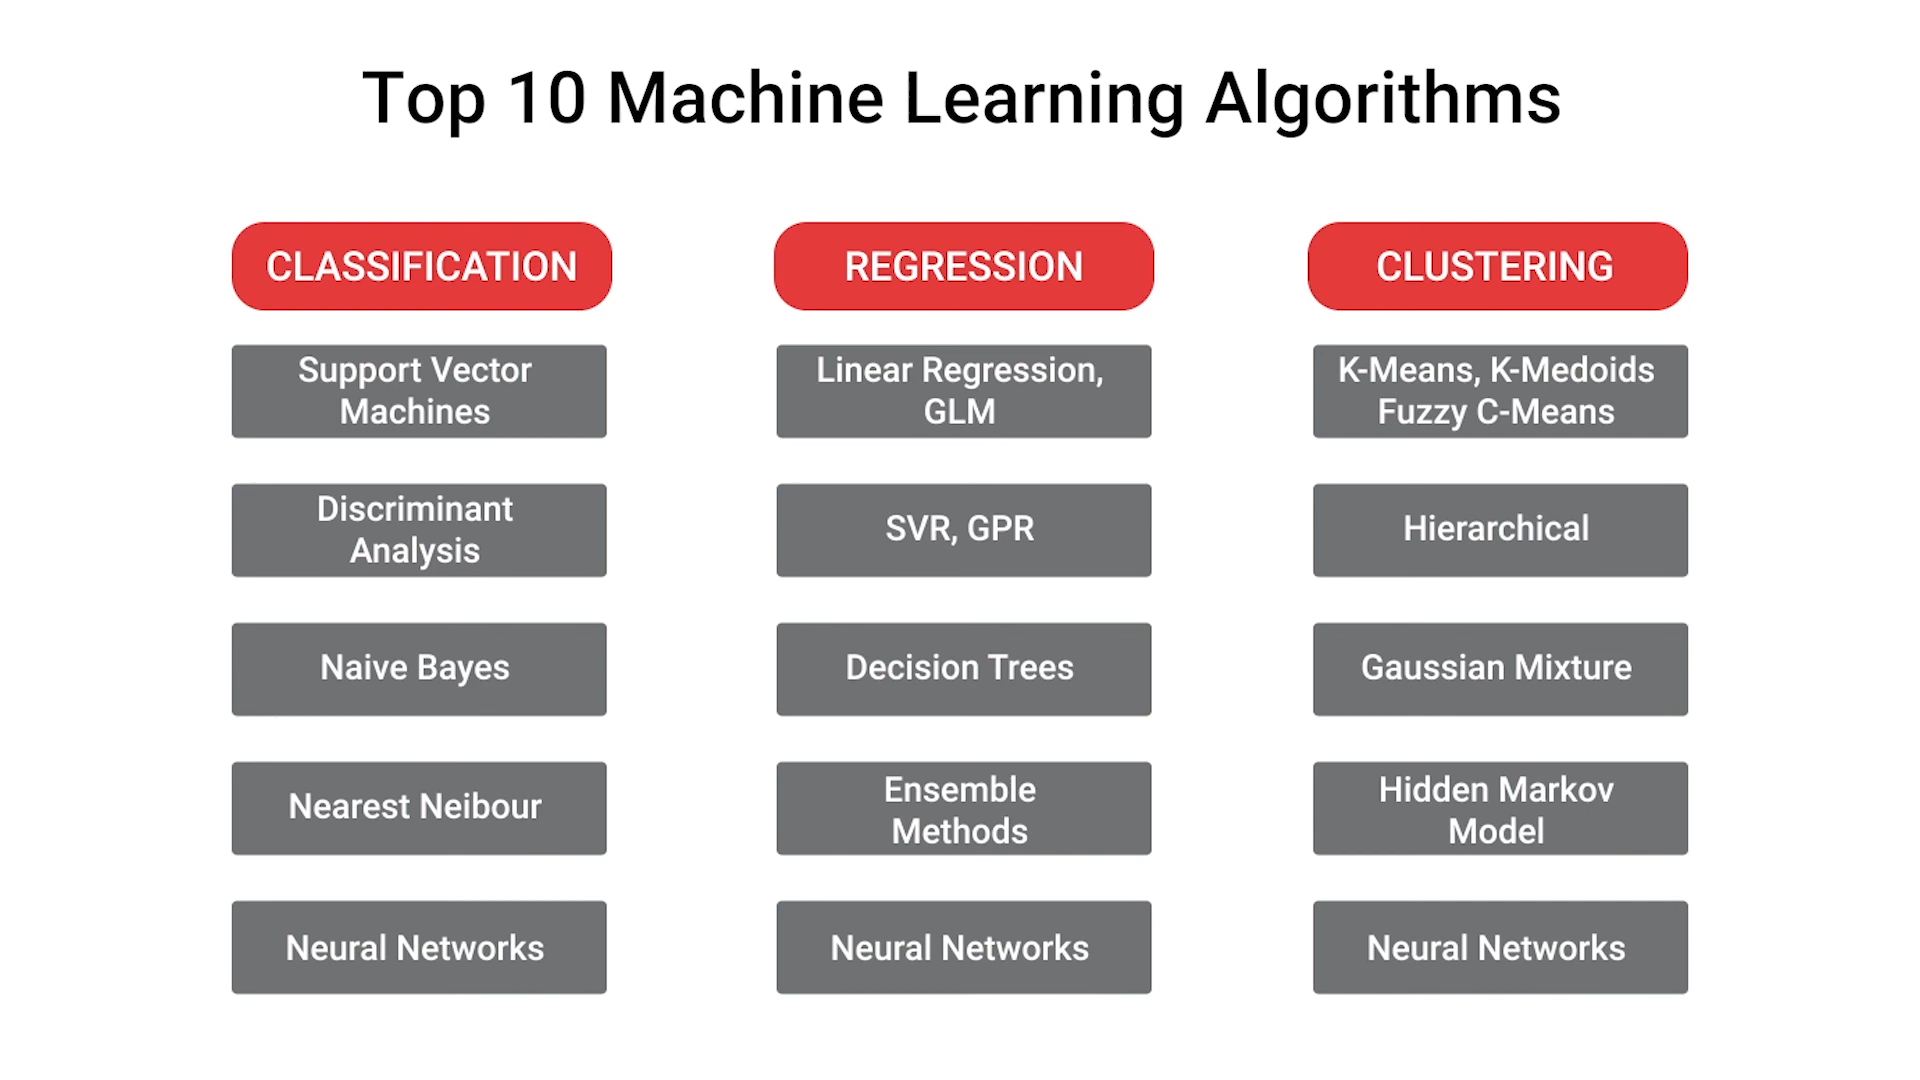 Top 10 Machine Learning Algorithms
CLASSIFICATION
Support Vector
Machines
Discriminant
Analysis
Naive Bayes
Nearest Neibour
Neural Networks
REGRESSION
Linear Regression,
GLM
SVR, GPR
Decision Trees
Ensemble
Methods
Neural Networks
CLUSTERING
K-Means, K-Medoids
Fuzzy C-Means
Hierarchical
Gaussian Mixture
Hidden Markov
Model
Neural Networks